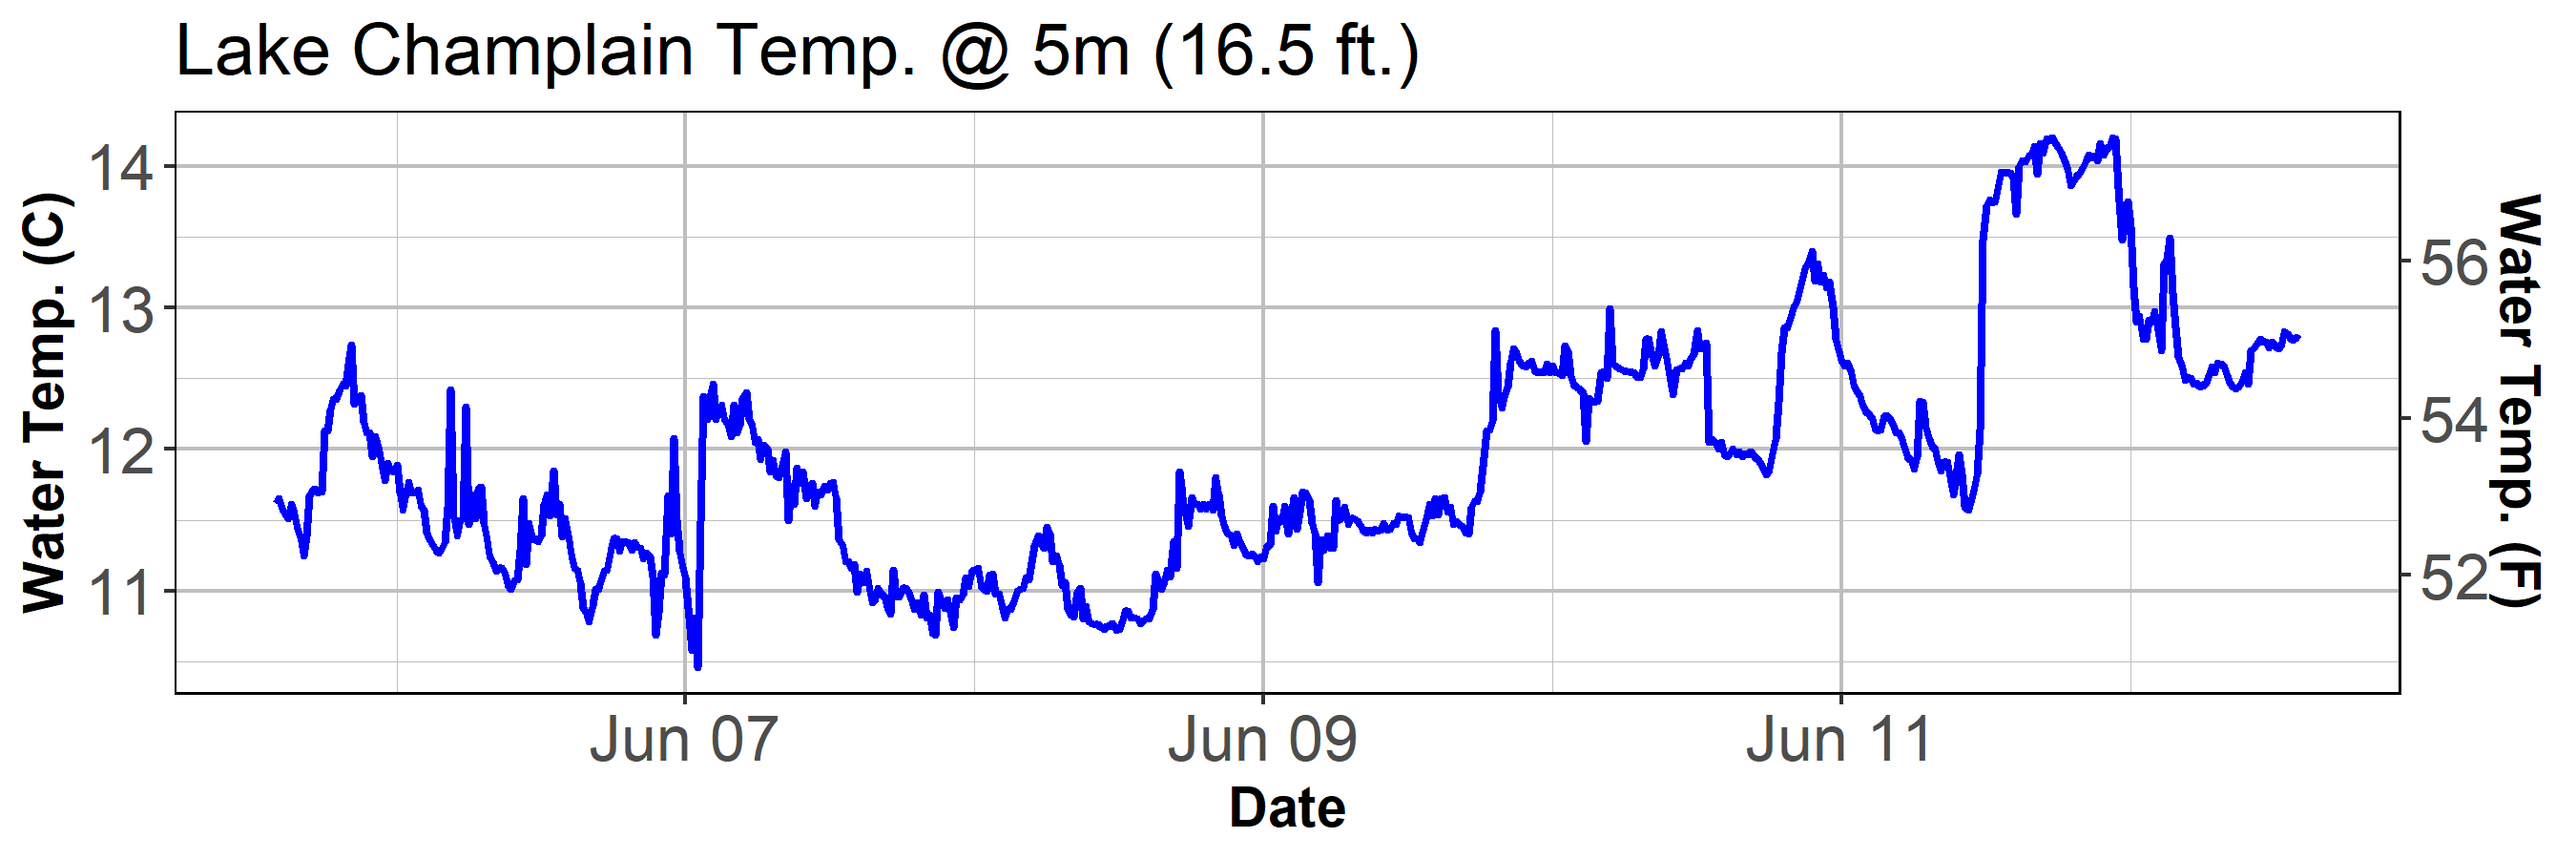 Lake Champlain Temp. @ 5m (16.5 ft.)
Water Temp. (C)
14
13
12
11
56
54
52
Water Temp. (F)
Jun 07 Jun 09 Jun 11
Date